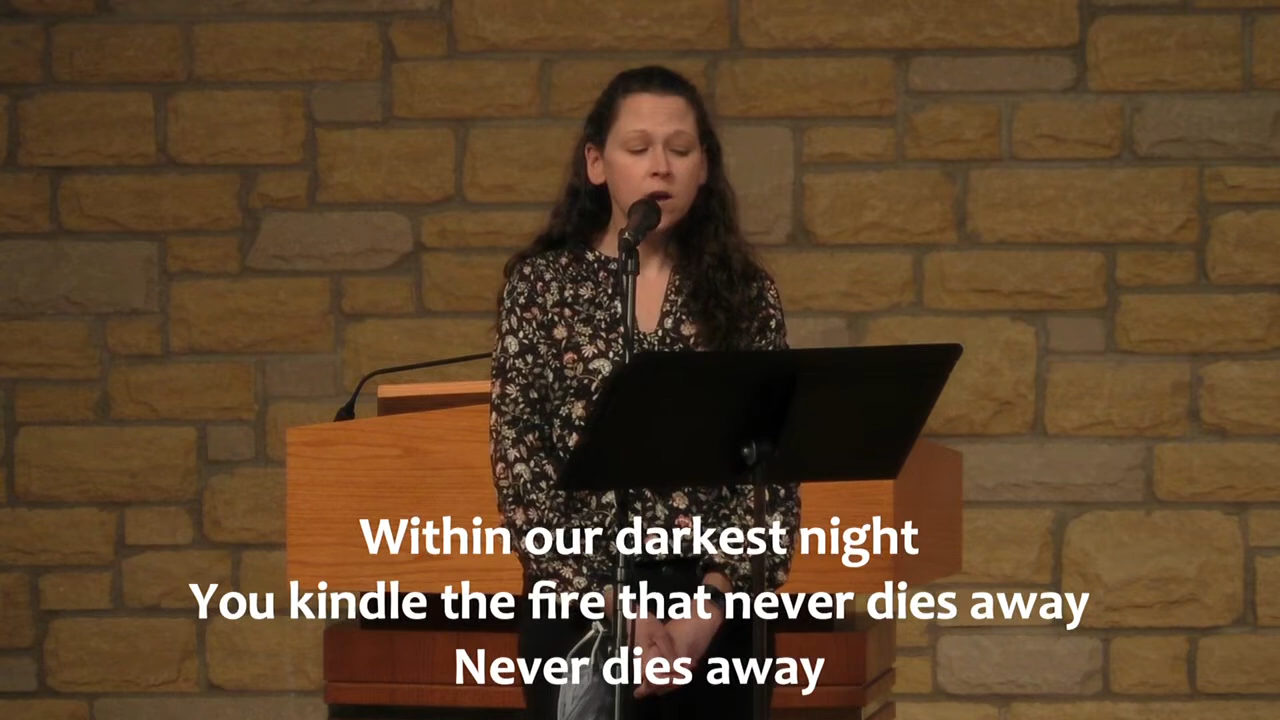 Within our darkest night
You kindle the fire that never dies away
Never dies away